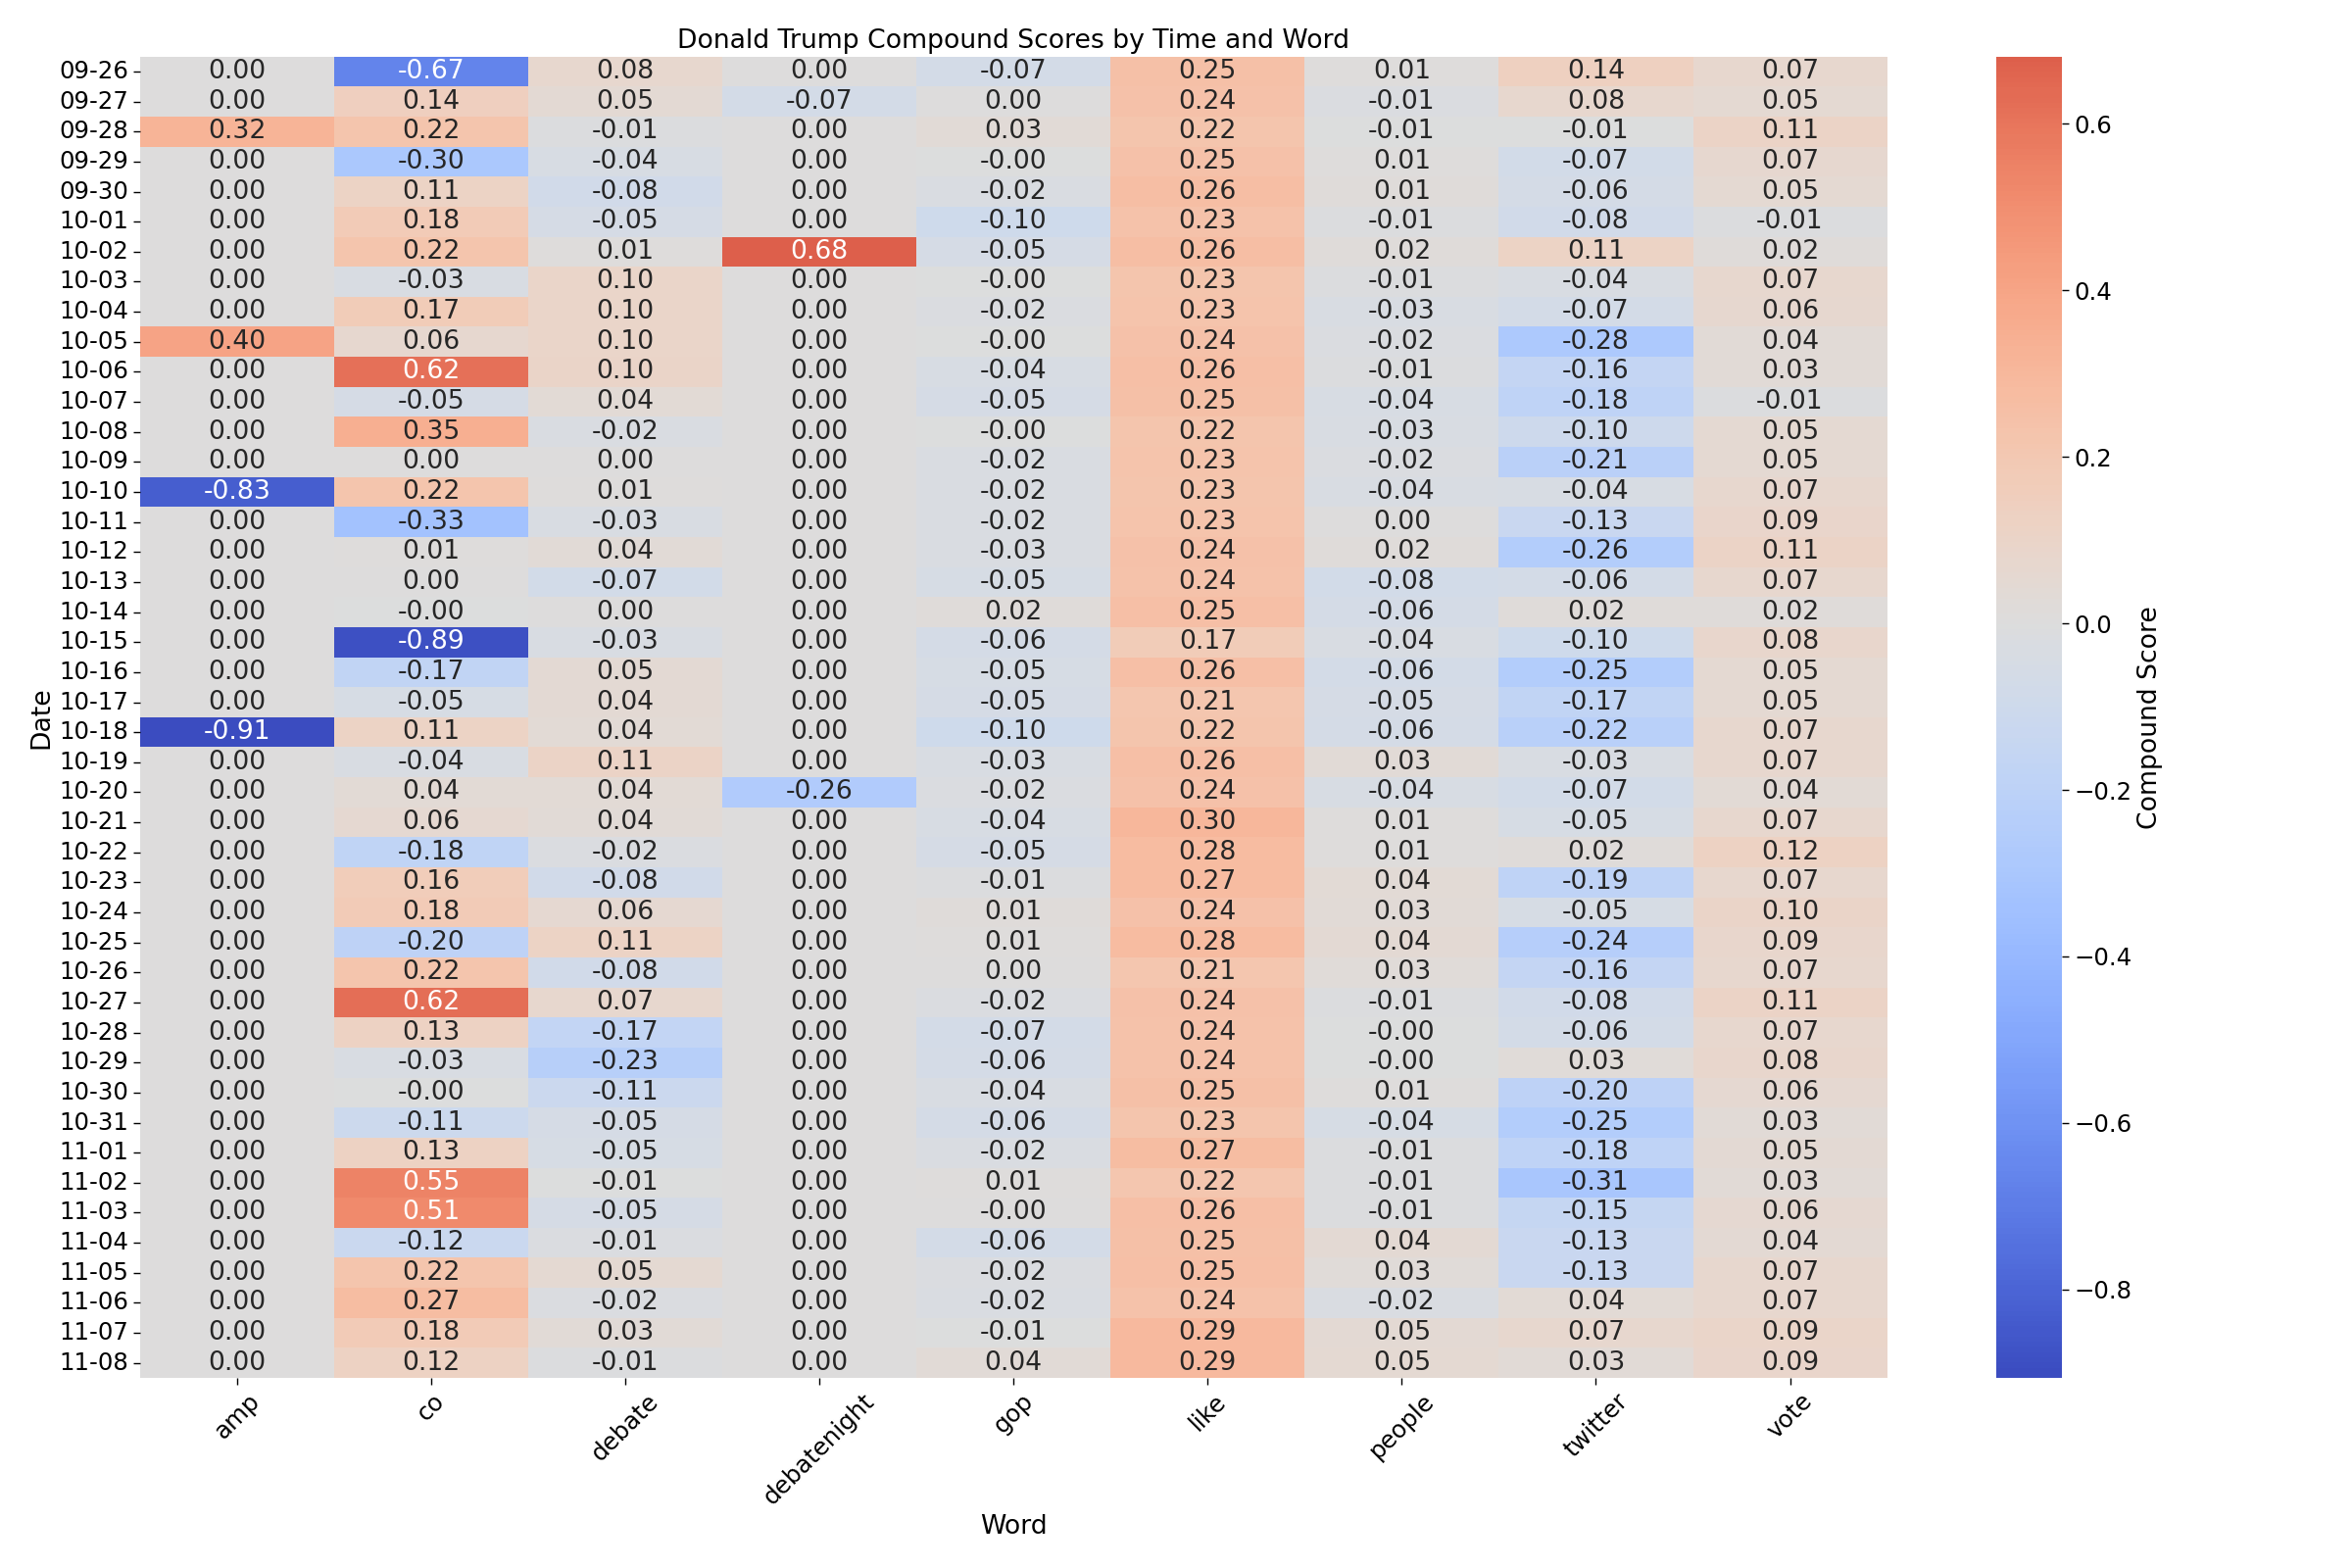 Donald Trump Compound Scores by Time and Word
09-26 0.00 -0.67 0.08 0.00 -0.07 0.25 0.01 0.14 0.07
09-27 0.00 0.14 0.05 -0.07 0.00 0.24 -0.01 0.08 0.05
09-28 0.32 0.22 -0.01 0.00 0.03 0.22 -0.01 -0.01 0.11
09-29 0.00 -0.30 -0.04 0.00 -0.00 0.25 0.01 -0.07 0.07
09-30 0.00 0.11 -0.08 0.00 -0.02 0.26 0.01 -0.06 0.05
10-01 0.00 0.18 -0.05 0.00 -0.10 0.23 -0.01 -0.08 -0.01
10-02 0.00 0.22 0.01 0.68 -0.05 0.26 0.02 0.11 0.02
10-03 0.00 -0.03 0.10 0.00 -0.00 0.23 -0.01 -0.04 0.07
10-04 0.00 0.17 0.10 0.00 -0.02 0.23 -0.03 -0.07 0.06
10-05 0.40 0.06 0.10 0.00 -0.00 0.24 -0.02 -0.28 0.04
10-06 0.00 0.62 0.10 0.00 -0.04 0.26 -0.01 -0.16 0.03
10-07 0.00 -0.05 0.04 0.00 -0.05 0.25 -0.04 -0.18 -0.01
10-08 0.00 0.35 -0.02 0.00 -0.00 0.22 -0.03 -0.10 0.05
10-09 0.00 0.00 0.00 0.00 -0.02 0.23 -0.02 -0.21 0.05
10-10 -0.83 0.22 0.01 0.00 -0.02 0.23 -0.04 -0.04 0.07
10-11 0.00 -0.33 -0.03 0.00 -0.02 0.23 0.00 -0.13 0.09
10-12 0.00 0.01 0.04 0.00 -0.03 0.24 0.02 -0.26 0.11
10-13 0.00 0.00 -0.07 0.00 -0.05 0.24 -0.08 -0.06 0.07
10-14 0.00 -0.00 0.00 0.00 0.02 0.25 -0.06 0.02 0.02
10-15 0.00 -0.89 -0.03 0.00 -0.06 0.17 -0.04 -0.10 0.08
10-16 0.00 -0.17 0.05 0.00 -0.05 0.26 -0.06 -0.25 0.05
10-17 0.00 -0.05 0.04 0.00 -0.05 0.21 -0.05 -0.17 0.05
10-18 -0.91 0.11 0.04 0.00 -0.10 0.22 -0.06 -0.22 0.07
10-19 0.00 -0.04 0.11 0.00 -0.03 0.26 0.03 -0.03 0.07
10-20 0.00 0.04 0.04 -0.26 -0.02 0.24 -0.04 -0.07 0.04
10-21 0.00 0.06 0.04 0.00 -0.04 0.30 0.01 -0.05 0.07
10-22 0.00 -0.18 -0.02 0.00 -0.05 0.28 0.01 0.02 0.12
10-23 0.00 0.16 -0.08 0.00 -0.01 0.27 0.04 -0.19 0.07
10-24 0.00 0.18 0.06 0.00 0.01 0.24 0.03 -0.05 0.10
10-25 0.00 -0.20 0.11 0.00 0.01 0.28 0.04 -0.24 0.09
10-26 0.00 0.22 -0.08 0.00 0.00 0.21 0.03 -0.16 0.07
10-27 0.00 0.62 0.07 0.00 -0.02 0.24 -0.01 -0.08 0.11
10-28 0.00 0.13 -0.17 0.00 -0.07 0.24 -0.00 -0.06 0.07
10-29 0.00 -0.03 -0.23 0.00 -0.06 0.24 -0.00 0.03 0.08
10-30 0.00 -0.00 -0.11 0.00 -0.04 0.25 0.01 -0.20 0.06
10-31 0.00 -0.11 -0.05 0.00 -0.06 0.23 -0.04 -0.25 0.03
11-01 0.00 0.13 -0.05 0.00 -0.02 0.27 -0.01 -0.18 0.05
11-02 0.00 0.55 -0.01 0.00 0.01 0.22 -0.01 -0.31 0.03
11-03 0.00 0.51 -0.05 0.00 -0.00 0.26 -0.01 -0.15 0.06
11-04 0.00 -0.12 -0.01 0.00 -0.06 0.25 0.04 -0.13 0.04
11-05 0.00 0.22 0.05 0.00 -0.02 0.25 0.03 -0.13 0.07
11-06 0.00 0.27 -0.02 0.00 -0.02 0.24 -0.02 0.04 0.07
11-07 0.00 0.18 0.03 0.00 -0.01 0.29 0.05 0.07 0.09
11-08 0.00 0.12 -0.01 0.00 0.04 0.29 0.05 0.03 0.09
amp co debate debatenight gop like people twitter vote
Word
Date
0.6
0.4
0.2
0.0
−0.2
−0.4
−0.6
−0.8
Compound Score